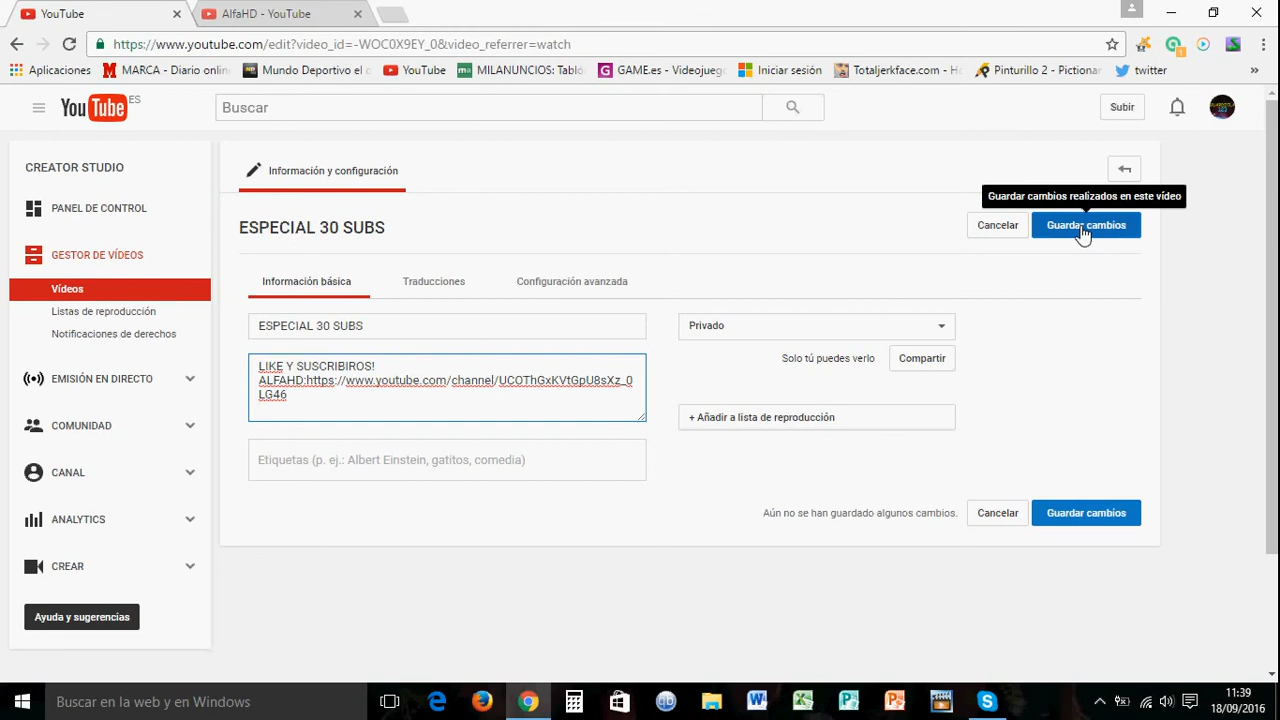 YouTube
AlfaHD - YouTube
https://www.youtube.com/edit?video_id=-WOC0X9EY_0&video_referrer=watch
Aplicaciones
MARCA - Diario online
Mundo Deportivo el d
YouTube
MILANUNCIOS: Tabló
GAME.es - Videojueg
Iniciar sesión
Totaljerkface.com - Ho
Pinturillo 2 - Pictionar
twitter
YouTube ES
Buscar
Subir
CREATOR STUDIO
PANEL DE CONTROL
GESTOR DE VÍDEOS
Vídeos
Listas de reproducción
Notificaciones de derechos
EMISIÓN EN DIRECTO
COMUNIDAD
CANAL
ANALYTICS
CREAR
Ayuda y sugerencias
Información y configuración
Guardar cambios realizados en este vídeo
ESPECIAL 30 SUBS
Cancelar
Guardar cambios
Información básica
Traducciones
Configuración avanzada
ESPECIAL 30 SUBS
Privado
LIKE Y SUSCRIBIROS!
ALFAHD:https://www.youtube.com/channel/UCOThGxKVtGpU8sXz_0
LG46
Solo tú puedes verlo
Compartir
+ Añadir a lista de reproducción
Etiquetas (p. ej.: Albert Einstein, gatitos, comedia)
Aún no se han guardado algunos cambios.
Cancelar
Guardar cambios
Buscar en la web y en Windows
11:39
18/09/2016